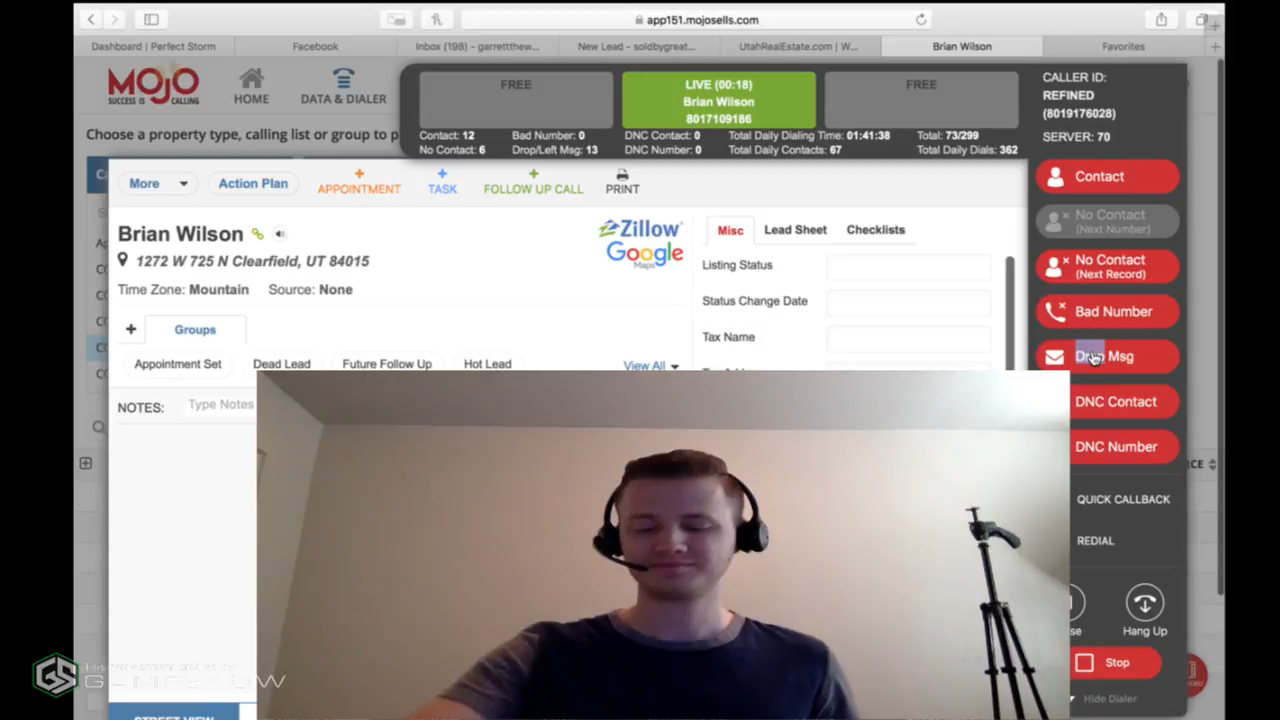 app151.mojosells.com
Dashboard | Perfect Storm
Facebook
Inbox (198) - garrettthew...
New Lead - soldbygreat...
UtahRealEstate.com | W...
Brian Wilson
Favorites
MOJO
SUCCESS IS CALLING
HOME
DATA & DIALER
Choose a property type, calling list or group to p
FREE
LIVE (00:18)
Brian Wilson
8017109186
FREE
Contact: 12
Bad Number: 0
DNC Contact: 0
Total Daily Dialing Time: 01:41:38
Total: 73/299
No Contact: 6
Drop/Left Msg: 13
DNC Number: 0
Total Daily Contacts: 67
Total Daily Dials: 362
CALLER ID:
REFINED
(8019176028)
SERVER: 70
Contact
No Contact
(Next Number)
No Contact
(Next Record)
Bad Number
Drop Msg
DNC Contact
DNC Number
QUICK CALLBACK
REDIAL
Hang Up
Stop
Hide Dialer
More
Action Plan
APPOINTMENT
TASK
FOLLOW UP CALL
PRINT
Brian Wilson
1272 W 725 N Clearfield, UT 84015
Time Zone: Mountain
Source: None
Zillow
Google
Maps
Misc
Lead Sheet
Checklists
Listing Status
Status Change Date
Tax Name
Groups
Appointment Set
Dead Lead
Future Follow Up
Hot Lead
View All
NOTES:
Type Notes
STREET VIEW